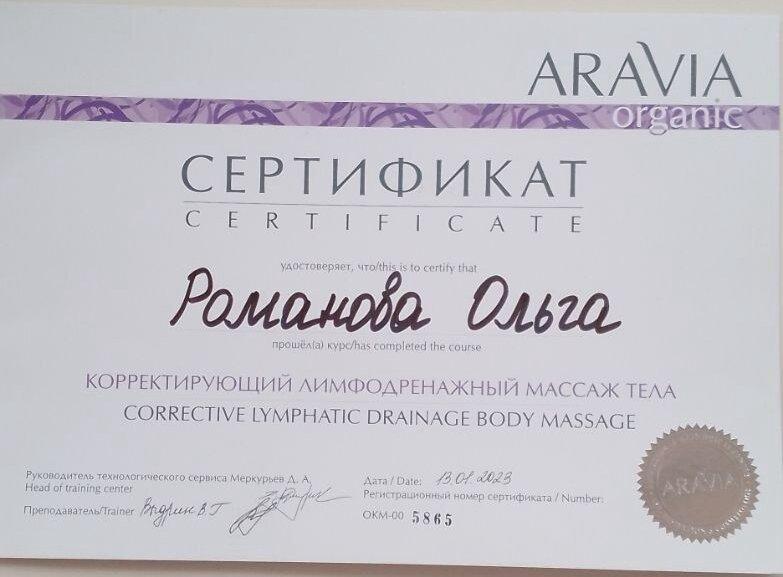 ARAVIA
organic
СЕРТИФИКАТ
CERTIFICATE
удостоверяет, что/this is to certify that
Романова Ольга
прошёл(а) курс/has completed the course
КОРРЕКТИРУЮЩИЙ ЛИМФОДРЕНАЖНЫЙ МАССАЖ ТЕЛА
CORRECTIVE LYMPHATIC DRAINAGE BODY MASSAGE
Руководитель технологического сервиса Меркурьев Д. А.
Head of training center
Преподаватель/Trainer
Дата / Date: 13.01.2023
Регистрационный номер сертификата / Number:
ОКМ-00 5865
ARAVIA